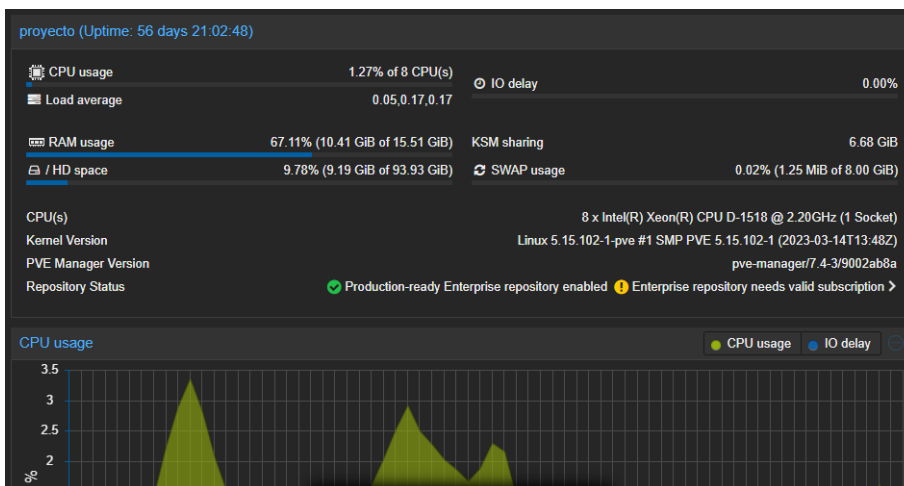 proyecto (Uptime: 56 days 21:02:48)
CPU usage 1.27% of 8 CPU(s)
IO delay 0.00%
Load average 0.05,0.17,0.17
RAM usage 67.11% (10.41 GiB of 15.51 GiB)
KSM sharing 6.68 GiB
/ HD space 9.78% (9.19 GiB of 93.93 GiB)
SWAP usage 0.02% (1.25 MiB of 8.00 GiB)
CPU(s) 8 x Intel(R) Xeon(R) CPU D-1518 @ 2.20GHz (1 Socket)
Kernel Version Linux 5.15.102-1-pve #1 SMP PVE 5.15.102-1 (2023-03-14T13:48Z)
PVE Manager Version pve-manager/7.4-3/9002ab8a
Repository Status Production-ready Enterprise repository enabled Enterprise repository needs valid subscription >
CPU usage
CPU usage IO delay
3.5
3
2.5
2
%